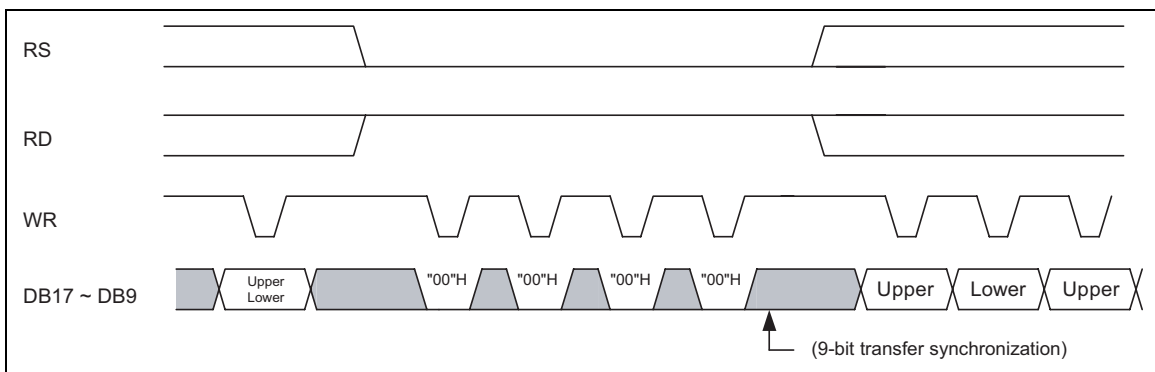 RS
RD
WR
DB17 ~ DB9
Upper
Lower
"00"H "00"H "00"H "00"H
Upper Lower Upper
(9-bit transfer synchronization)